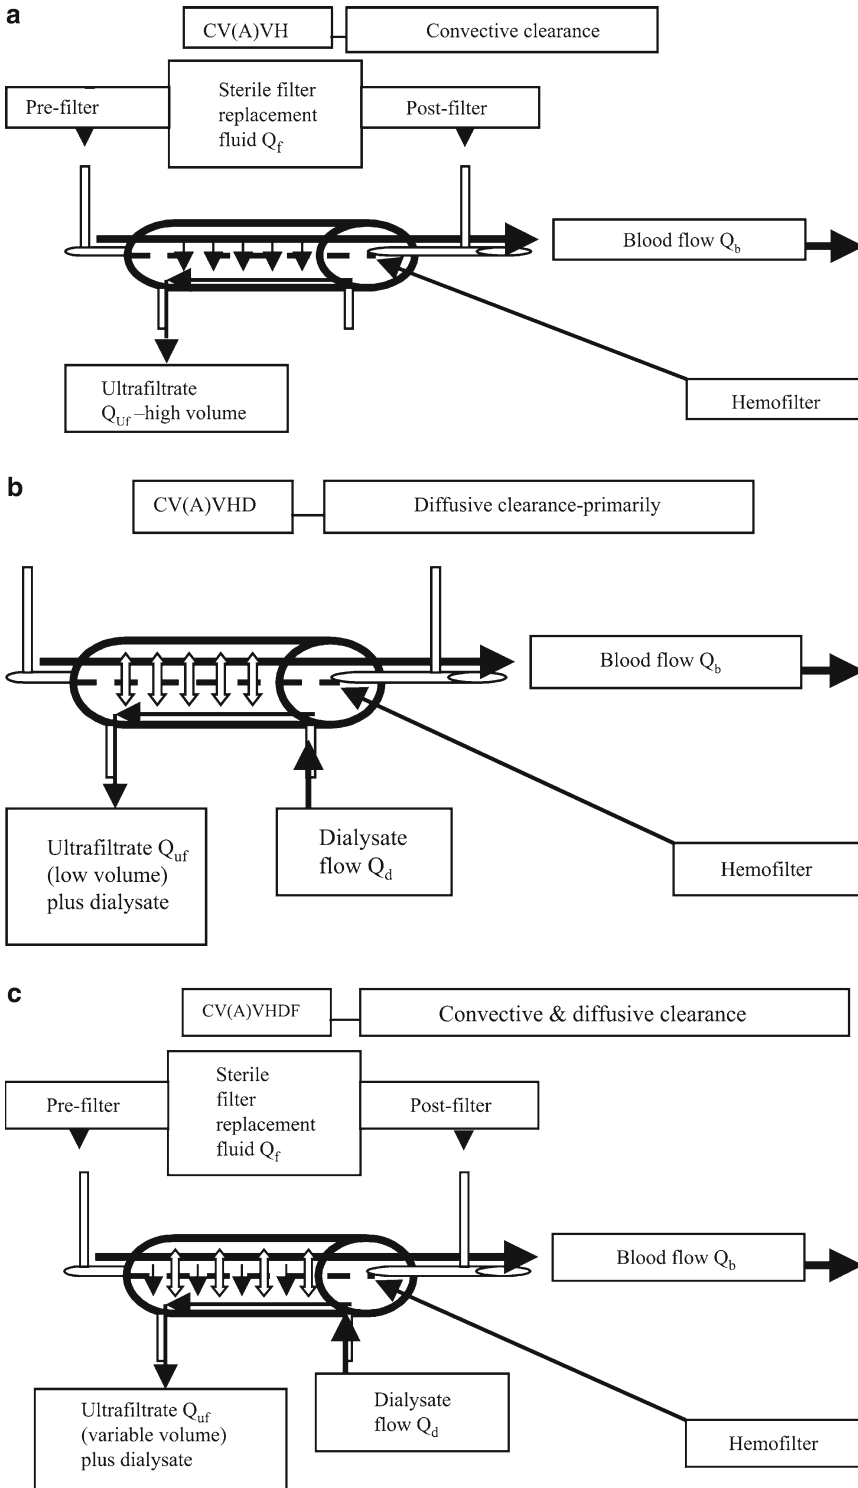 a
CV(A)VH
Convective clearance
Pre-filter
Sterile filter
replacement
fluid Qf
Post-filter
Blood flow Qb
Ultrafiltrate
QUf –high volume
Hemofilter
b
CV(A)VHD
Diffusive clearance-primarily
Blood flow Qb
Ultrafiltrate Quf
(low volume)
plus dialysate
Dialysate
flow Qd
Hemofilter
c
CV(A)VHDF
Convective & diffusive clearance
Pre-filter
Sterile
filter
replacement
fluid Qf
Post-filter
Blood flow Qb
Ultrafiltrate Quf
(variable volume)
plus dialysate
Dialysate
flow Qd
Hemofilter